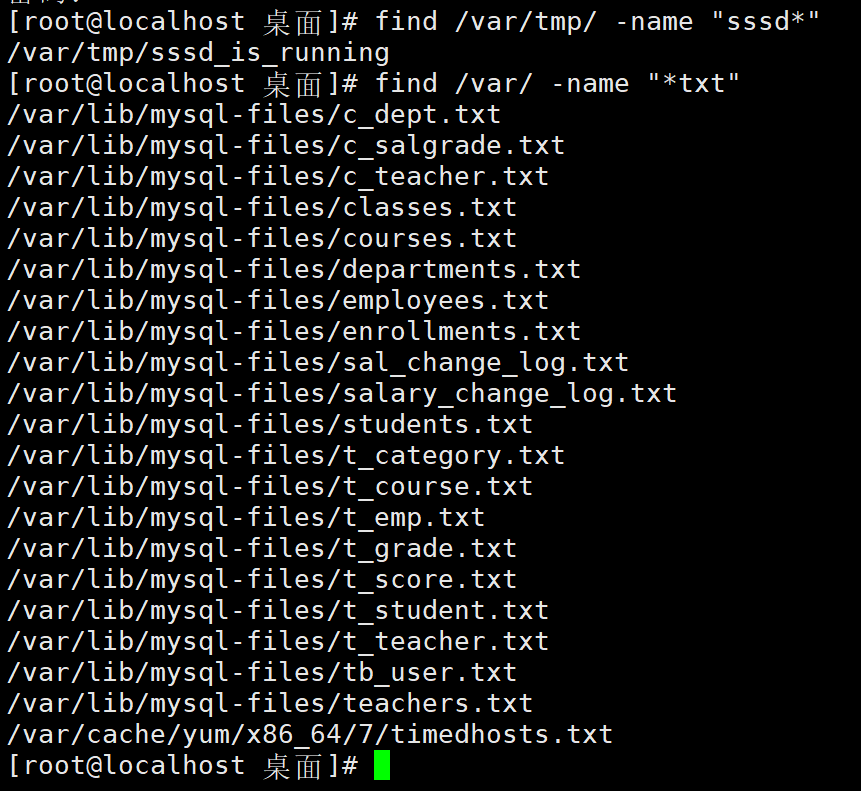 [root@localhost 桌面]# find /var/tmp/ -name "sssd*"
/var/tmp/sssd_is_running
[root@localhost 桌面]# find /var/ -name "*txt"
/var/lib/mysql-files/c_dept.txt
/var/lib/mysql-files/c_salgrade.txt
/var/lib/mysql-files/c_teacher.txt
/var/lib/mysql-files/classes.txt
/var/lib/mysql-files/courses.txt
/var/lib/mysql-files/departments.txt
/var/lib/mysql-files/employees.txt
/var/lib/mysql-files/enrollments.txt
/var/lib/mysql-files/sal_change_log.txt
/var/lib/mysql-files/salary_change_log.txt
/var/lib/mysql-files/students.txt
/var/lib/mysql-files/t_category.txt
/var/lib/mysql-files/t_course.txt
/var/lib/mysql-files/t_emp.txt
/var/lib/mysql-files/t_grade.txt
/var/lib/mysql-files/t_score.txt
/var/lib/mysql-files/t_student.txt
/var/lib/mysql-files/t_teacher.txt
/var/lib/mysql-files/tb_user.txt
/var/lib/mysql-files/teachers.txt
/var/cache/yum/x86_64/7/timedhosts.txt
[root@localhost 桌面]#